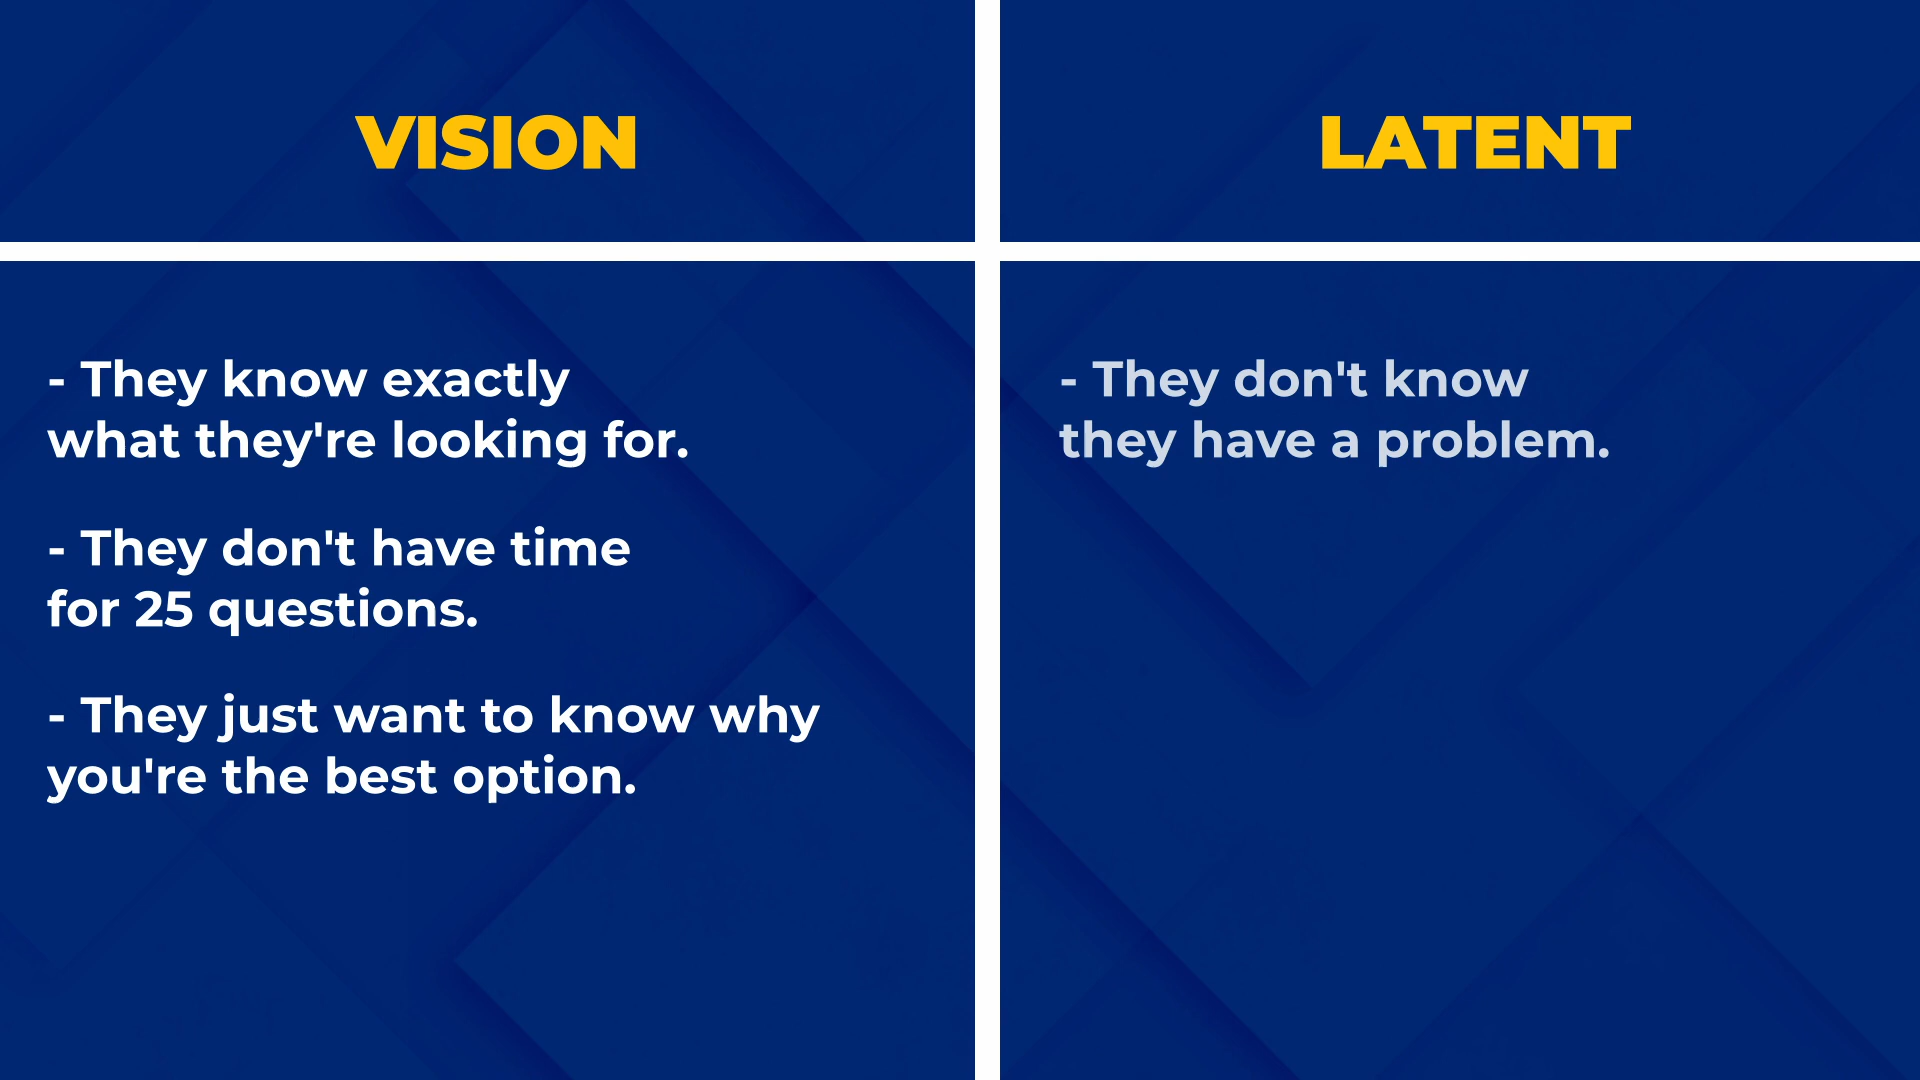 VISION
LATENT
- They know exactly
what they're looking for.
- They don't have time
for 25 questions.
- They just want to know why
you're the best option.
- They don't know
they have a problem.